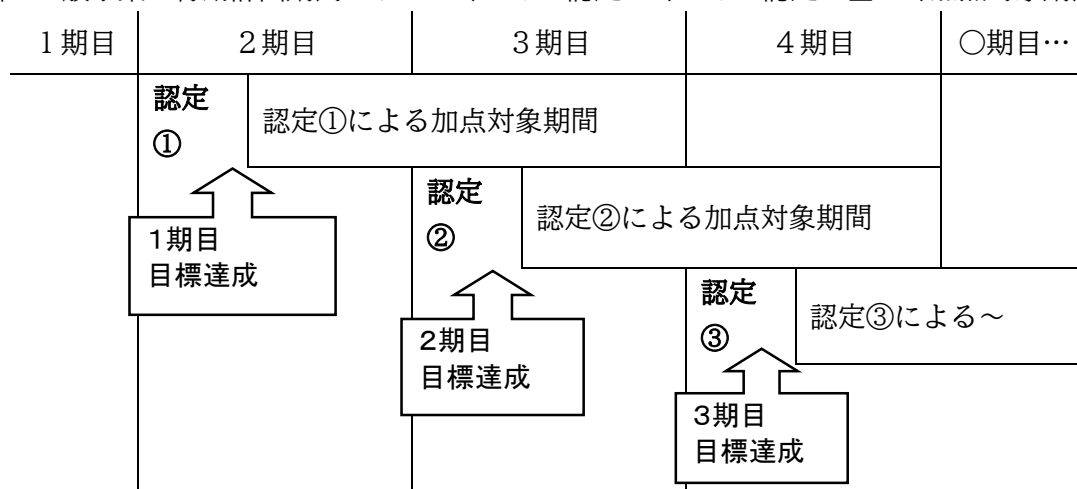 1期目 2期目 3期目 4期目 〇期目…
認定
①
認定①による加点対象期間
1期目
目標達成
認定
②
認定②による加点対象期間
2期目
目標達成
認定
③
認定③による～
3期目
目標達成